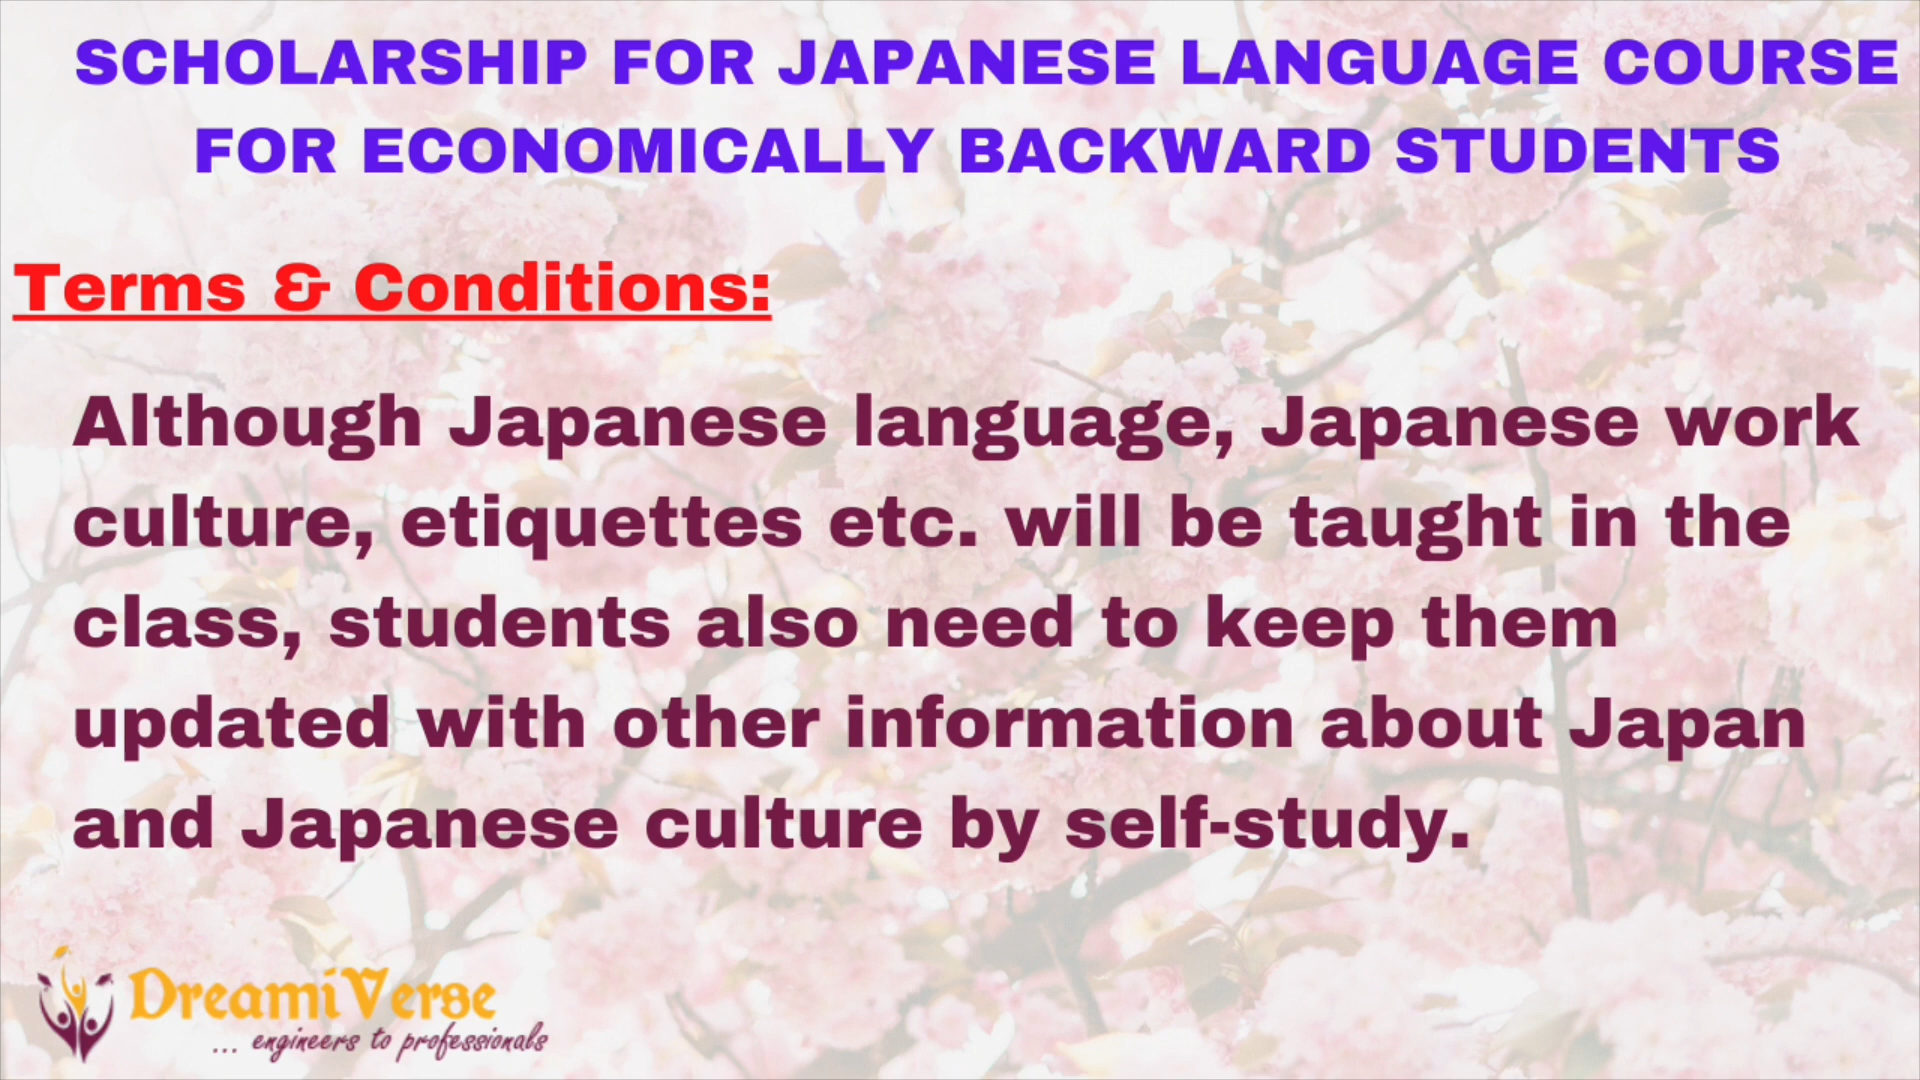 SCHOLARSHIP FOR JAPANESE LANGUAGE COURSE
FOR ECONOMICALLY BACKWARD STUDENTS
Terms & Conditions:
Although Japanese language, Japanese work
culture, etiquettes etc. will be taught in the
class, students also need to keep them
updated with other information about Japan
and Japanese culture by self-study.
DreamiVerse
... engineers to professionals